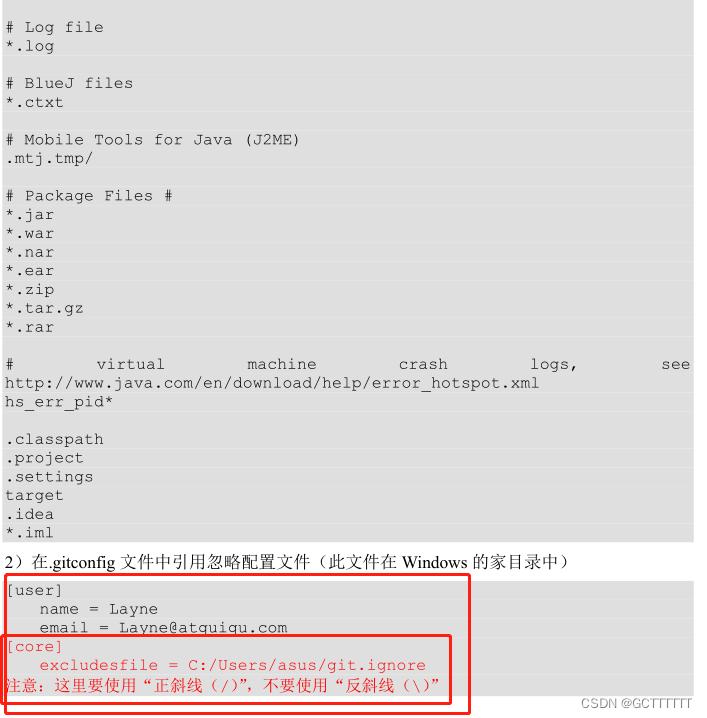 # Log file
*.log
# BlueJ files
*.ctxt
# Mobile Tools for Java (J2ME)
.mtj.tmp/
# Package Files #
*.jar
*.war
*.nar
*.ear
*.zip
*.tar.gz
*.rar
# virtual machine crash logs, see
http://www.java.com/en/download/help/error_hotspot.xml
hs_err_pid*
.classpath
.project
.settings
target
.idea
*.iml
2）在.gitconfig 文件中引用忽略配置文件（此文件在 Windows 的家目录中）
[user]
name = Layne
email = Layne@atguigu.com
[core]
excludesfile = C:/Users/asus/git.ignore
注意：这里要使用“正斜线（/）”，不要使用“反斜线（\）”
CSDN @GCTTTTTT